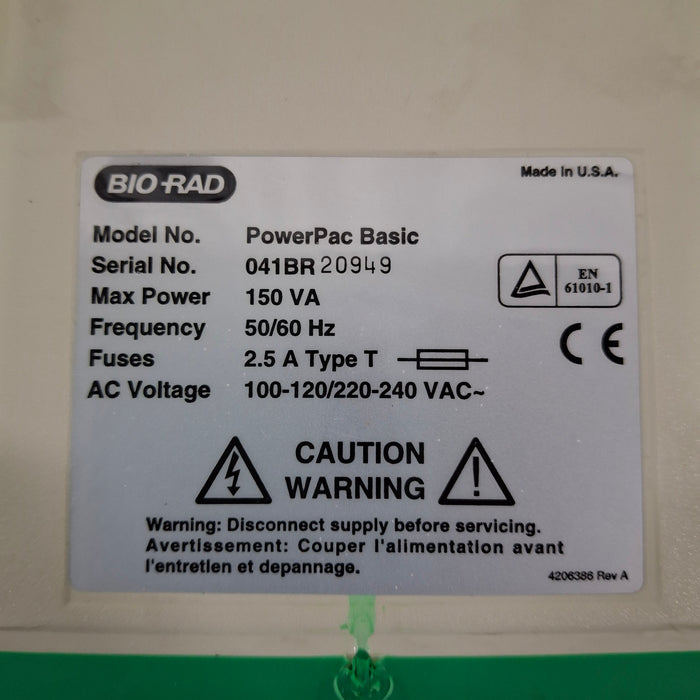 BIO-RAD
Made in U.S.A.
Model No. PowerPac Basic
Serial No. 041BR 20949
Max Power 150 VA
EN
61010-1
Frequency 50/60 Hz
Fuses 2.5 A Type T
CE
AC Voltage 100-120/220-240 VAC~
CAUTION
WARNING
Warning: Disconnect supply before servicing.
Avertissement: Couper l'alimentation avant
l'entretien et depannage.
4206386 Rev A